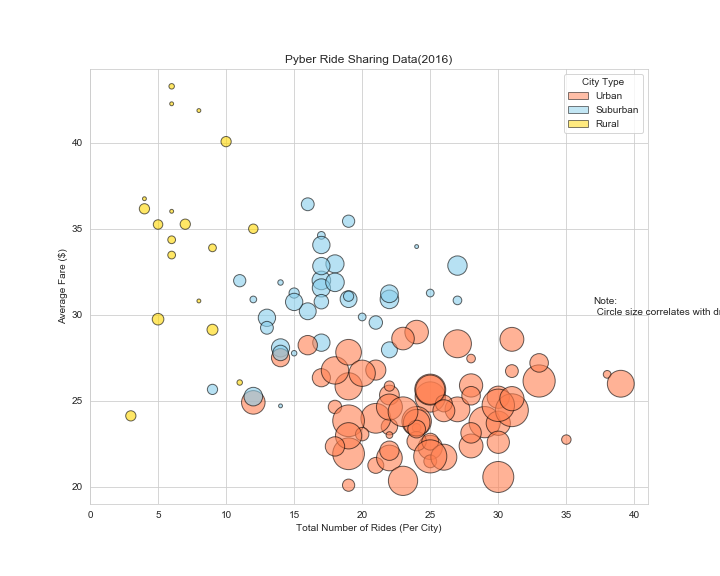 Pyber Ride Sharing Data(2016)
City Type
Urban
Suburban
Rural
Average Fare ($)
40
35
30
25
20
Note:
Circle size correlates with
0 5 10 15 20 25 30 35 40
Total Number of Rides (Per City)